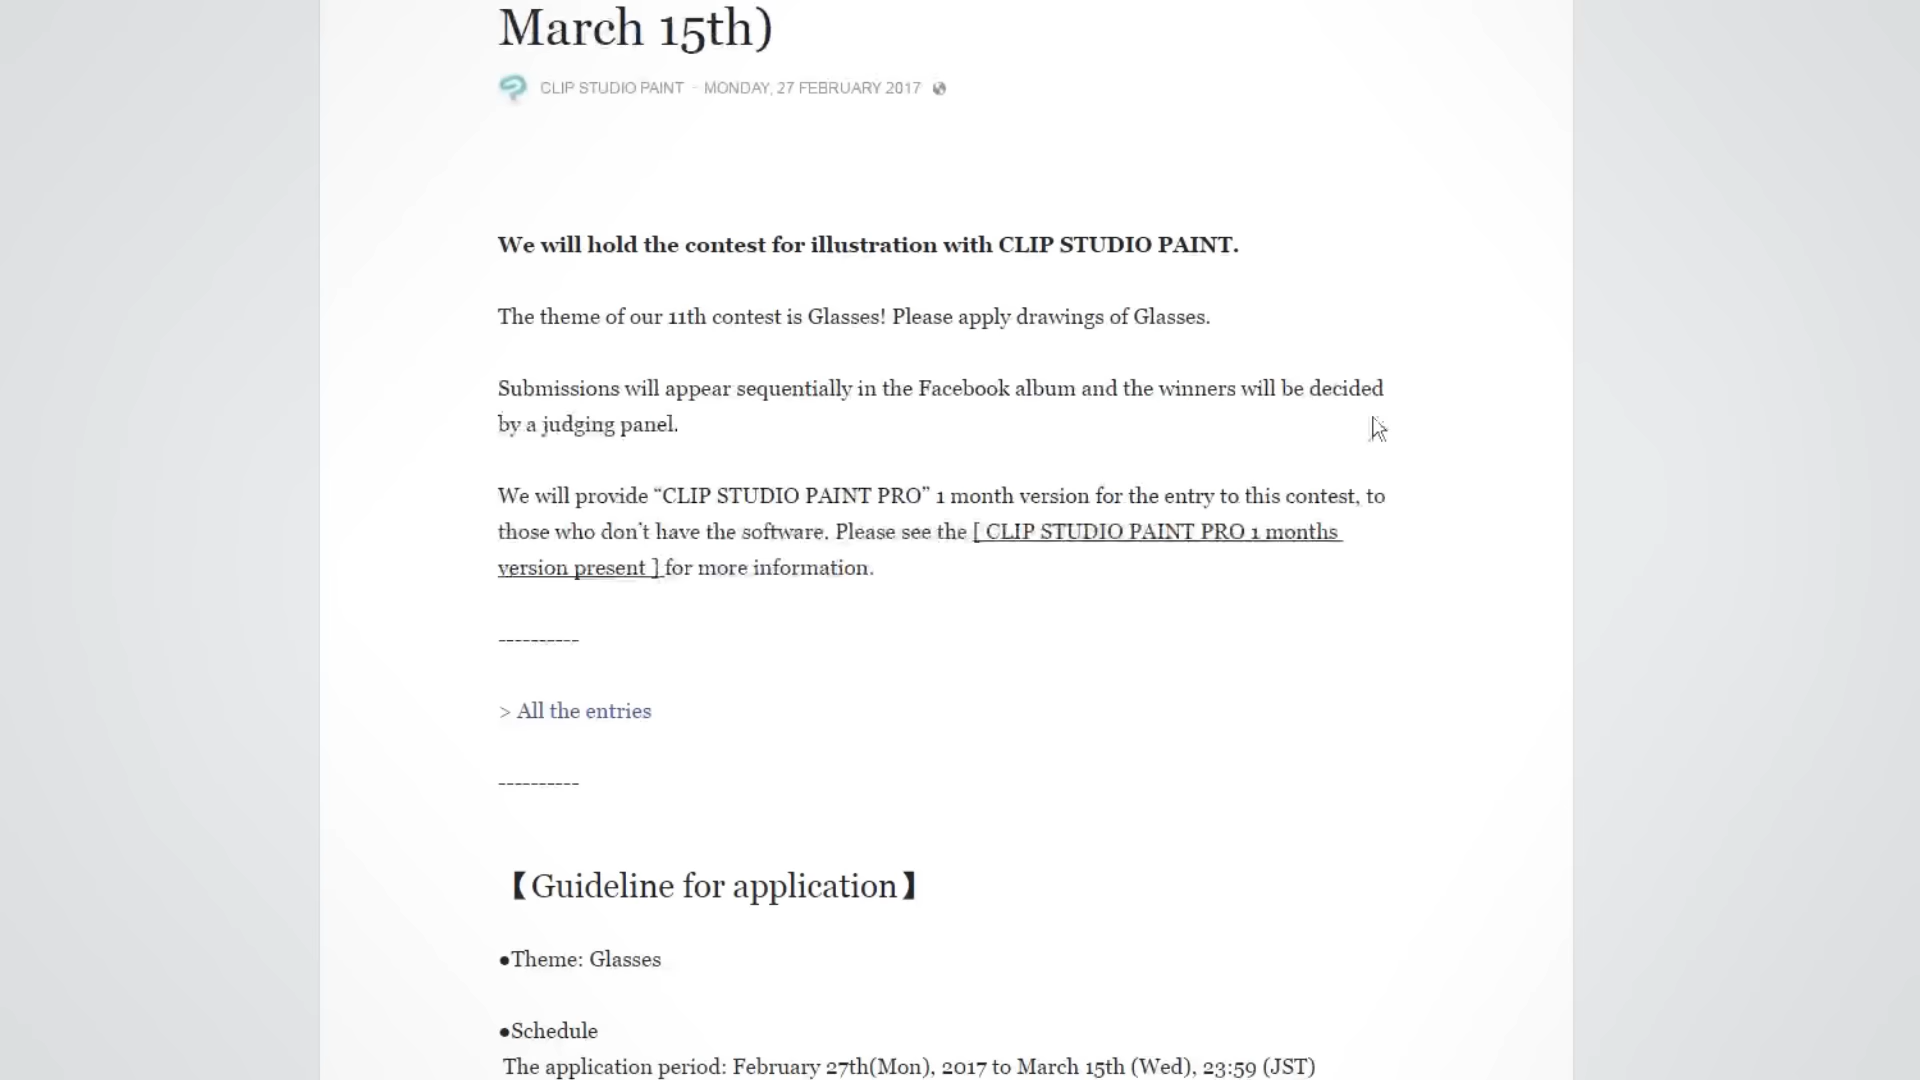 March 15th)
CLIP STUDIO PAINT - MONDAY, 27 FEBRUARY 2017
We will hold the contest for illustration with CLIP STUDIO PAINT.
The theme of our 11th contest is Glasses! Please apply drawings of Glasses.
Submissions will appear sequentially in the Facebook album and the winners will be decided
by a judging panel.
We will provide “CLIP STUDIO PAINT PRO” 1 month version for the entry to this contest, to
those who don't have the software. Please see the [ CLIP STUDIO PAINT PRO 1 months
version present ] for more information.
----------
> All the entries
----------
【Guideline for application】
●Theme: Glasses
●Schedule
The application period: February 27th(Mon), 2017 to March 15th (Wed), 23:59 (JST)